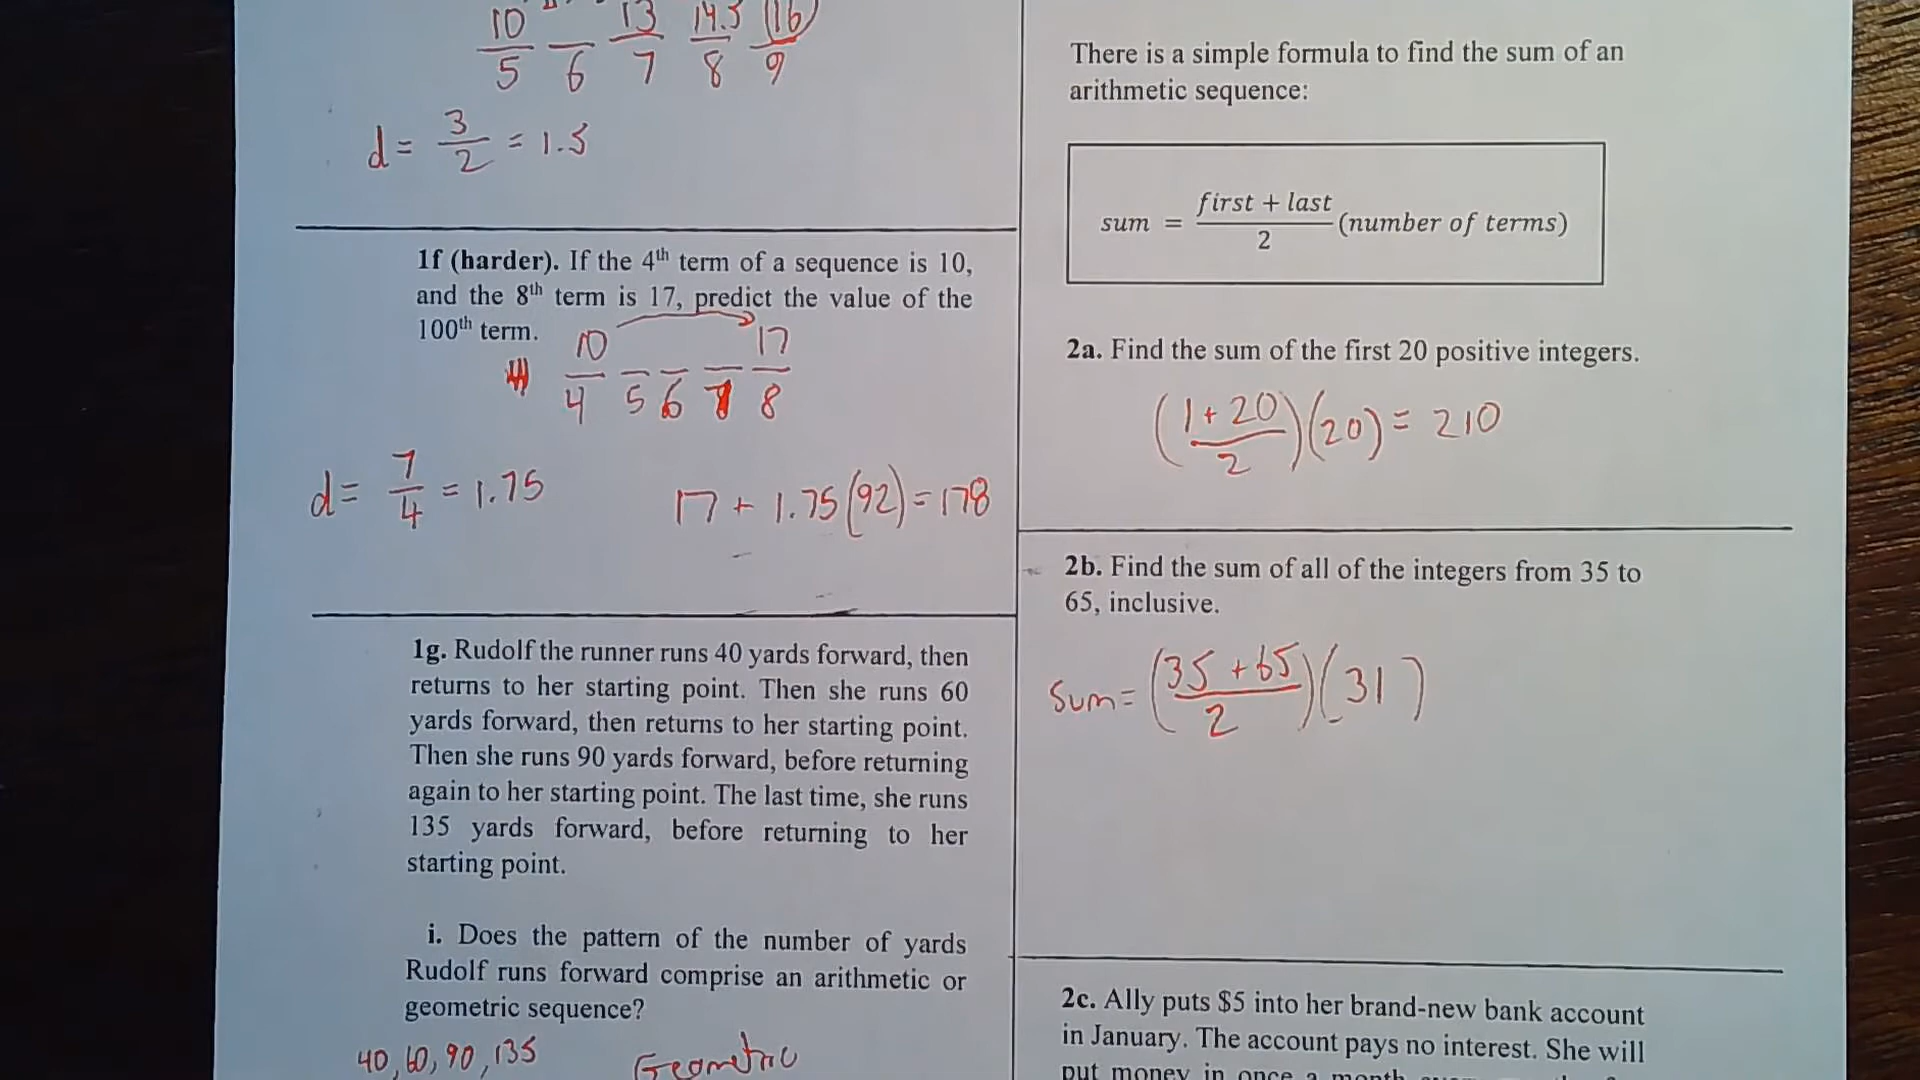 10 13 14.5 16
5 6 7 8 9
d = 3/2 = 1.5
1f (harder). If the 4th term of a sequence is 10,
and the 8th term is 17, predict the value of the
100th term.
10 17
4 5 6 7 8
d = 7/4 = 1.75
17 + 1.75 (92) = 178
1g. Rudolf the runner runs 40 yards forward, then
returns to her starting point. Then she runs 60
yards forward, then returns to her starting point.
Then she runs 90 yards forward, before returning
again to her starting point. The last time, she runs
135 yards forward, before returning to her
starting point.
i. Does the pattern of the number of yards
Rudolf runs forward comprise an arithmetic or
geometric sequence?
40, 60, 90, 135 Geometric
There is a simple formula to find the sum of an
arithmetic sequence:
sum = first + last / 2 (number of terms)
2a. Find the sum of the first 20 positive integers.
(1 + 20 / 2)(20) = 210
2b. Find the sum of all of the integers from 35 to
65, inclusive.
Sum = (35 + 65 / 2)(31)
2c. Ally puts $5 into her brand-new bank account
in January. The account pays no interest. She will
put money in once a month